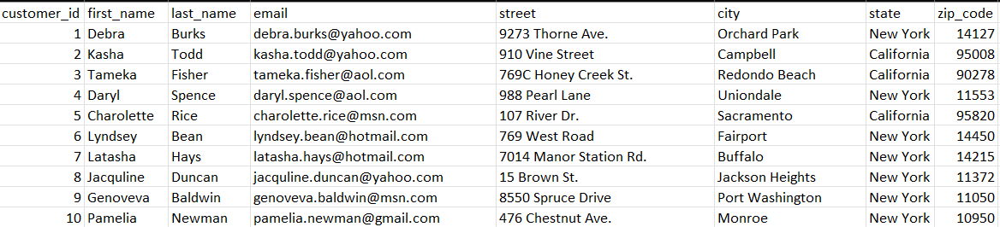 customer_id first_name last_name email street city state zip_code
1 Debra Burks debra.burks@yahoo.com 9273 Thorne Ave. Orchard Park New York 14127
2 Kasha Todd kasha.todd@yahoo.com 910 Vine Street Campbell California 95008
3 Tameka Fisher tameka.fisher@aol.com 769C Honey Creek St. Redondo Beach California 90278
4 Daryl Spence daryl.spence@aol.com 988 Pearl Lane Uniondale New York 11553
5 Charolette Rice charolette.rice@msn.com 107 River Dr. Sacramento California 95820
6 Lyndsey Bean lyndsey.bean@hotmail.com 769 West Road Fairport New York 14450
7 Latasha Hays latasha.hays@hotmail.com 7014 Manor Station Rd. Buffalo New York 14215
8 Jacquline Duncan jacquline.duncan@yahoo.com 15 Brown St. Jackson Heights New York 11372
9 Genoveva Baldwin genoveva.baldwin@msn.com 8550 Spruce Drive Port Washington New York 11050
10 Pamelia Newman pamelia.newman@gmail.com 476 Chestnut Ave. Monroe New York 10950